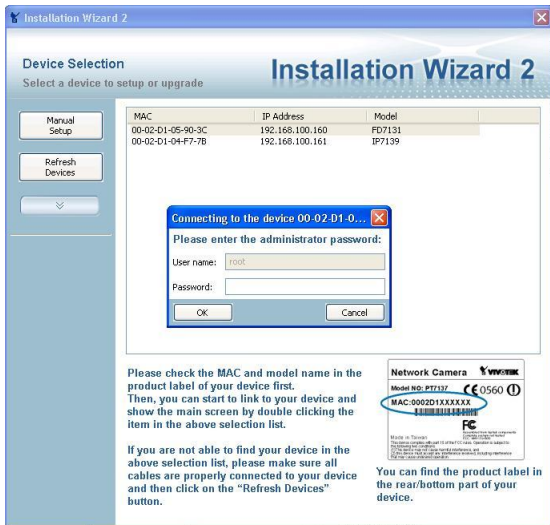 Installation Wizard 2
Device Selection
Select a device to setup or upgrade
Installation Wizard 2
Manual
Setup
Refresh
Devices
MAC IP Address Model
00-02-D1-05-90-3C 192.168.100.160 FD7131
00-02-D1-04-F7-7B 192.168.100.161 IP7139
Connecting to the device 00-02-D1-0...
Please enter the administrator password:
User name: root
Password:
OK Cancel
Please check the MAC and model name in the
product label of your device first.
Then, you can start to link to your device and
show the main screen by double clicking the
item in the above selection list.
If you are not able to find your device in the
above selection list, please make sure all
cables are properly connected to your device
and then click on the “Refresh Devices”
button.
Network Camera VIVOTEK
Model NO: PT7137 CE 0560
MAC:0002D1XXXXXX
FC
Made in Taiwan
You can find the product label in
the rear/bottom part of your
device.